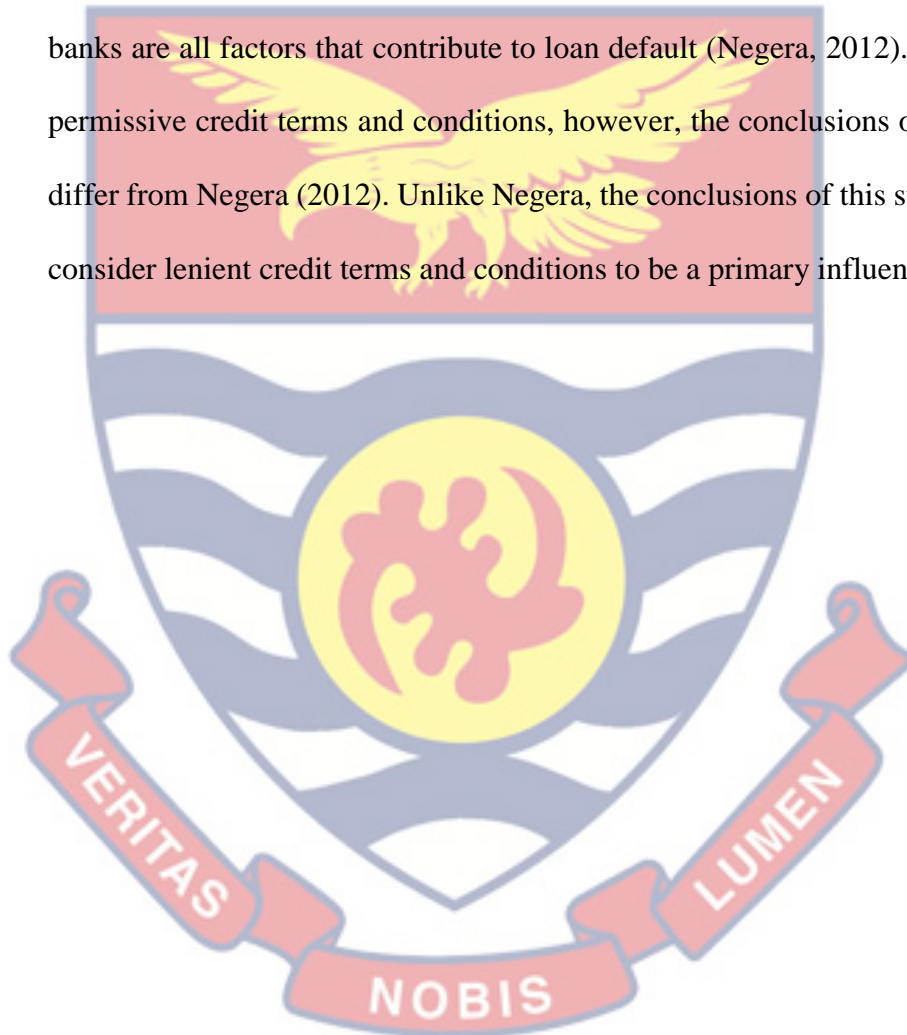 banks are all factors that contribute to loan default (Negera, 2012).
permissive credit terms and conditions, however, the conclusions
differ from Negera (2012). Unlike Negera, the conclusions of this
consider lenient credit terms and conditions to be a primary
VERITAS
NOBIS
LUMEN